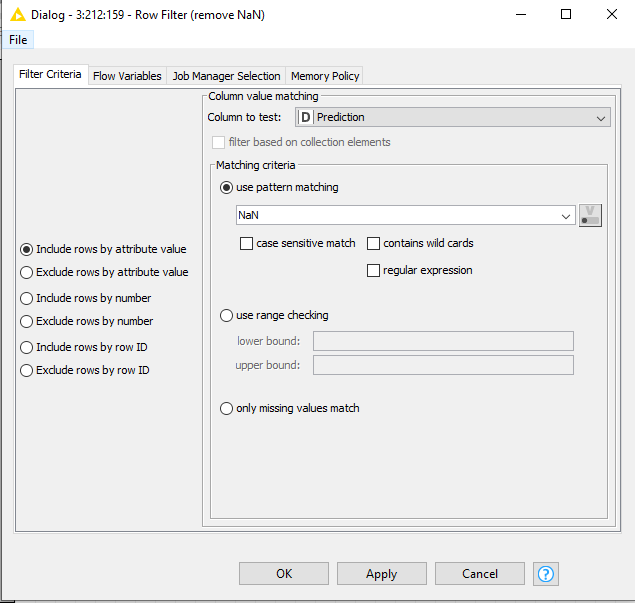 Dialog - 3:212:159 - Row Filter (remove NaN)
File
Filter Criteria Flow Variables Job Manager Selection Memory Policy
Column value matching
Column to test: D Prediction
filter based on collection elements
Matching criteria
use pattern matching
NaN
case sensitive match contains wild cards
regular expression
Include rows by attribute value
Exclude rows by attribute value
Include rows by number
Exclude rows by number
Include rows by row ID
Exclude rows by row ID
use range checking
lower bound:
upper bound:
only missing values match
OK Apply Cancel ?